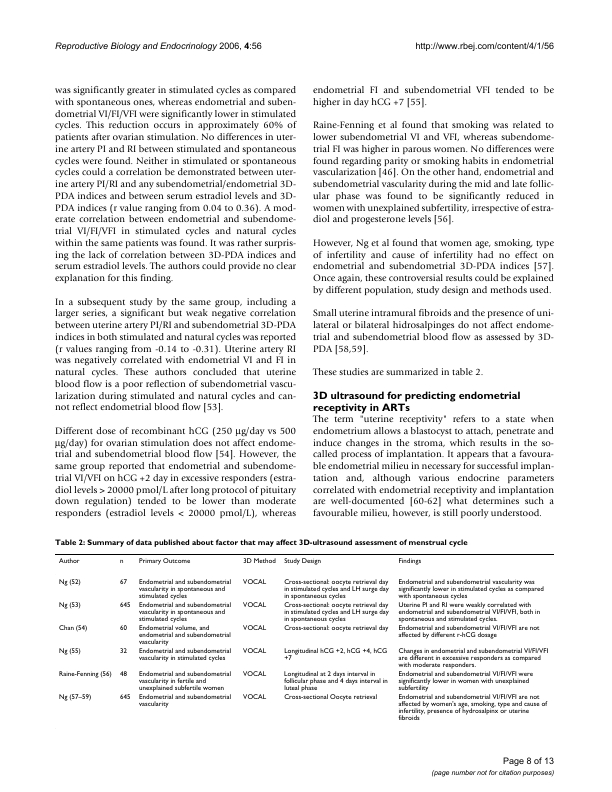 Reproductive Biology and Endocrinology 2006, 4:56
http://www.rbej.com/content/4/1/56
was significantly greater in stimulated cycles as compared
with spontaneous ones, whereas endometrial and suben-
dometrial VI/FI/VFI were significantly lower in stimulated
cycles. This reduction occurs in approximately 60% of
patients after ovarian stimulation. No differences in uter-
ine artery PI and RI between stimulated and spontaneous
cycles were found. Neither in stimulated or spontaneous
cycles could a correlation be demonstrated between uter-
ine artery PI/RI and any subendometrial/endometrial 3D-
PDA indices and between serum estradiol levels and 3D-
PDA indices (r value ranging from 0.04 to 0.36). A mod-
erate correlation between endometrial and subendome-
trial VI/FI/VFI in stimulated cycles and natural cycles
within the same patients was found. It was rather surpris-
ing the lack of correlation between 3D-PDA indices and
serum estradiol levels. The authors could provide no clear
explanation for this finding.
In a subsequent study by the same group, including a
larger series, a significant but weak negative correlation
between uterine artery PI/RI and subendometrial 3D-PDA
indices in both stimulated and natural cycles was reported
(r values ranging from -0.14 to -0.31). Uterine artery RI
was negatively correlated with endometrial VI and FI in
natural cycles. These authors concluded that uterine
blood flow is a poor reflection of subendometrial vascu-
larization during stimulated and natural cycles and can-
not reflect endometrial blood flow [53].
Different dose of recombinant hCG (250 μg/day vs 500
μg/day) for ovarian stimulation does not affect endome-
trial and subendometrial blood flow [54]. However, the
same group reported that endometrial and subendome-
trial VI/VFI on hCG +2 day in excessive responders (estra-
diol levels > 20000 pmol/L after long protocol of pituitary
down regulation) tended to be lower than moderate
responders (estradiol levels < 20000 pmol/L), whereas
endometrial FI and subendometrial VFI tended to be
higher in day hCG +7 [55].
Raine-Fenning et al found that smoking was related to
lower subendometrial VI and VFI, whereas subendome-
trial FI was higher in parous women. No differences were
found regarding parity or smoking habits in endometrial
vascularization [46]. On the other hand, endometrial and
subendometrial vascularity during the mid and late follic-
ular phase was found to be significantly reduced in
women with unexplained subfertility, irrespective of estra-
diol and progesterone levels [56].
However, Ng et al found that women age, smoking, type
of infertility and cause of infertility had no effect on
endometrial and subendometrial 3D-PDA indices [57].
Once again, these controversial results could be explained
by different population, study design and methods used.
Small uterine intramural fibroids and the presence of uni-
lateral or bilateral hidrosalpinges do not affect endome-
trial and subendometrial blood flow as assessed by 3D-
PDA [58,59].
These studies are summarized in table 2.
3D ultrasound for predicting endometrial
receptivity in ARTs
The term "uterine receptivity" refers to a state when
endometrium allows a blastocyst to attach, penetrate and
induce changes in the stroma, which results in the so-
called process of implantation. It appears that a favoura-
ble endometrial milieu in necessary for successful implan-
tation and, although various endocrine parameters
correlated with endometrial receptivity and implantation
are well-documented [60-62] what determines such a
favourable milieu, however, is still poorly understood.
Table 2: Summary of data published about factor that may affect 3D-ultrasound assessment of menstrual cycle
Author n Primary Outcome 3D Method Study Design Findings
Ng (52) 67 Endometrial and subendometrial VOCAL Cross-sectional: oocyte retrieval day Endometrial and subendometrial vascularity was
vascularity in spontaneous and in stimulated cycles and LH surge day significantly lower in stimulated cycles as compared
stimulated cycles in spontaneous cycles with spontaneous cycles
Ng (53) 645 Endometrial and subendometrial VOCAL Cross-sectional: oocyte retrieval day Uterine PI and RI were weakly correlated with
vascularity in spontaneous and in stimulated cycles and LH surge day endometrial and subendometrial VI/FI/VFI, both in
stimulated cycles in spontaneous cycles spontaneous and stimulated cycles.
Chan (54) 60 Endometrial volume, and VOCAL Cross-sectional: oocyte retrieval day Endometrial and subendometrial VI/FI/VFI are not
endometrial and subendometrial affected by different r-hCG dosage
vascularity
Ng (55) 32 Endometrial and subendometrial VOCAL Longitudinal hCG +2, hCG +4, hCG Changes in endometrial and subendometrial VI/FI/VFI
vascularity in stimulated cycles +7 are different in excessive responders as compared
with moderate responders.
Raine-Fenning (56) 48 Endometrial and subendometrial VOCAL Longitudinal at 2 days interval in Endometrial and subendometrial VI/FI/VFI were
vascularity in fertile and follicular phase and 4 days interval in significantly lower in women with unexplained
unexplained subfertile women luteal phase subfertility
Ng (57–59) 645 Endometrial and subendometrial VOCAL Cross-sectional Oocyte retrieval Endometrial and subendometrial VI/FI/VFI are not
vascularity affected by women's age, smoking, type and cause of
infertility, presence of hydrosalpinx or uterine
fibroids
Page 8 of 13
(page number not for citation purposes)